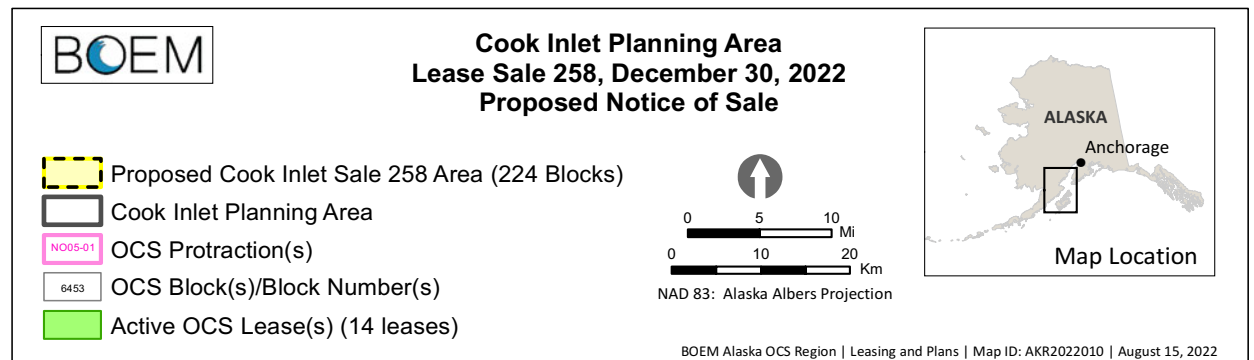 BOEM
Cook Inlet Planning Area
Lease Sale 258, December 30, 2022
Proposed Notice of Sale
Proposed Cook Inlet Sale 258 Area (224 Blocks)
Cook Inlet Planning Area
NO05-01 OCS Protraction(s)
6453 OCS Block(s)/Block Number(s)
Active OCS Lease(s) (14 leases)
0 5 10
Mi
0 10 20
Km
NAD 83: Alaska Albers Projection
ALASKA
Anchorage
Map Location
BOEM Alaska OCS Region | Leasing and Plans | Map ID: AKR2022010 | August 15, 2022